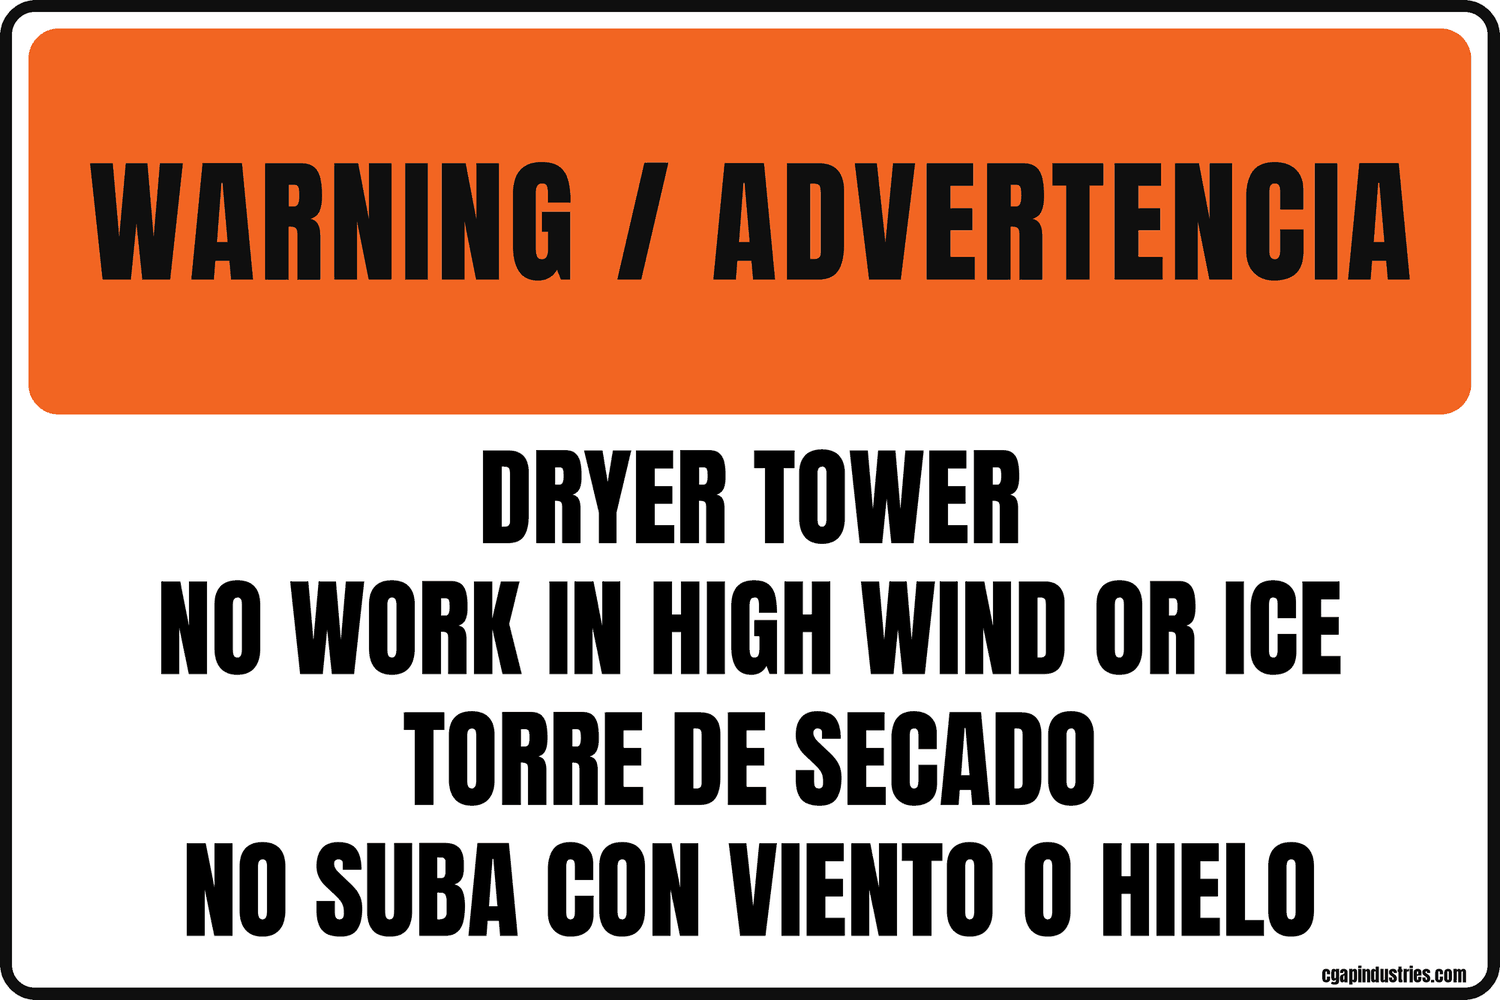 WARNING / ADVERTENCIA
DRYER TOWER
NO WORK IN HIGH WIND OR ICE
TORRE DE SECADO
NO SUBA CON VIENTO O HIELO
cgapindustries.com